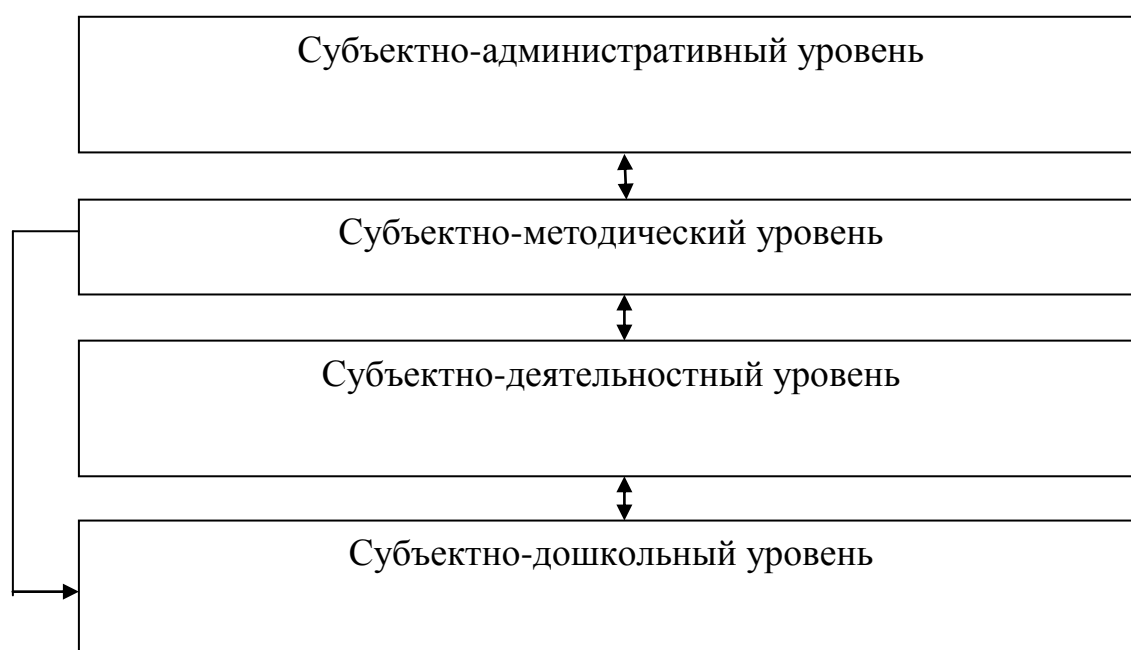 Субъектно-административный уровень
Субъектно-методический уровень
Субъектно-деятельностный уровень
Субъектно-дошкольный уровень